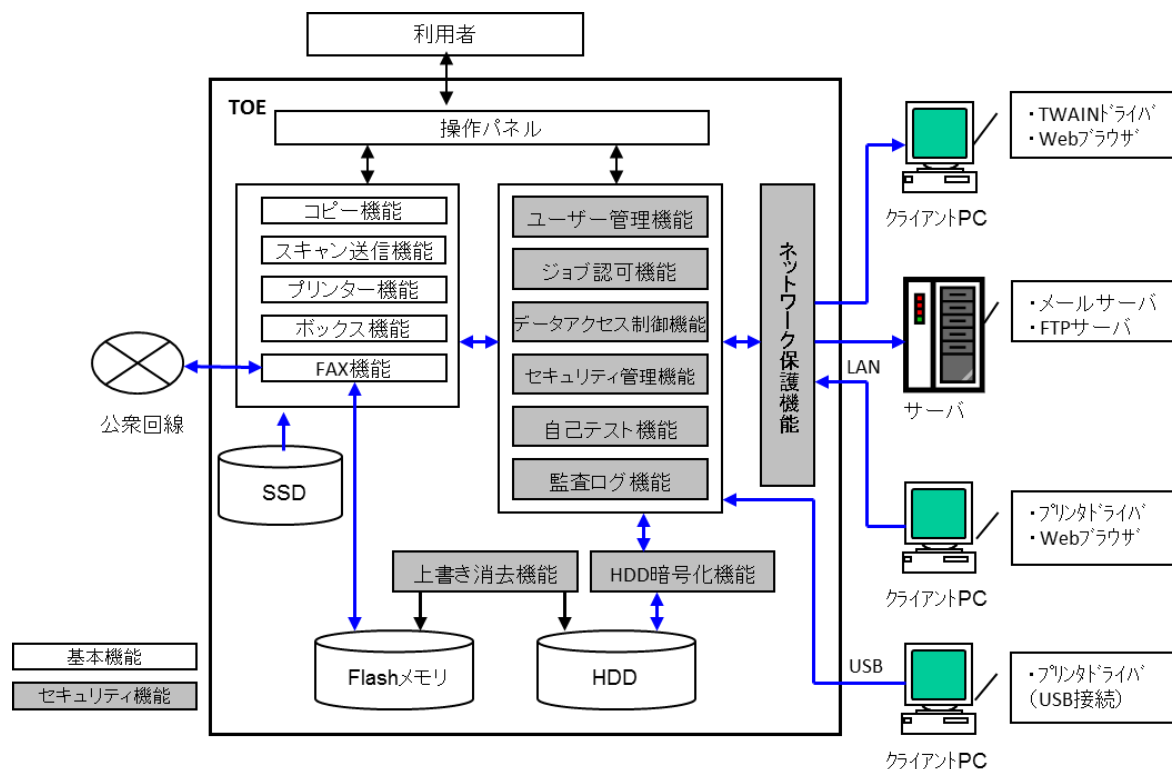 利用者
TOE
操作パネル
コピー機能
スキャン送信機能
プリンター機能
ボックス機能
FAX機能
ユーザー管理機能
ジョブ認可機能
データアクセス制御機能
セキュリティ管理機能
自己テスト機能
監査ログ機能
ネットワーク保護機能
公衆回線
SSD
上書き消去機能
HDD暗号化機能
Flashメモリ
HDD
基本機能
セキュリティ機能
・TWAINﾄﾞﾗｲﾊﾞ
・Webﾌﾞﾗｳｻﾞ
ｸﾗｲｱﾝﾄPC
・メールサーバ
・FTPサーバ
LAN
サーバ
・ﾌﾟﾘﾝﾀﾄﾞﾗｲﾊﾞ
・Webﾌﾞﾗｳｻﾞ
ｸﾗｲｱﾝﾄPC
USB
・ﾌﾟﾘﾝﾀﾄﾞﾗｲﾊﾞ
（USB接続）
ｸﾗｲｱﾝﾄPC